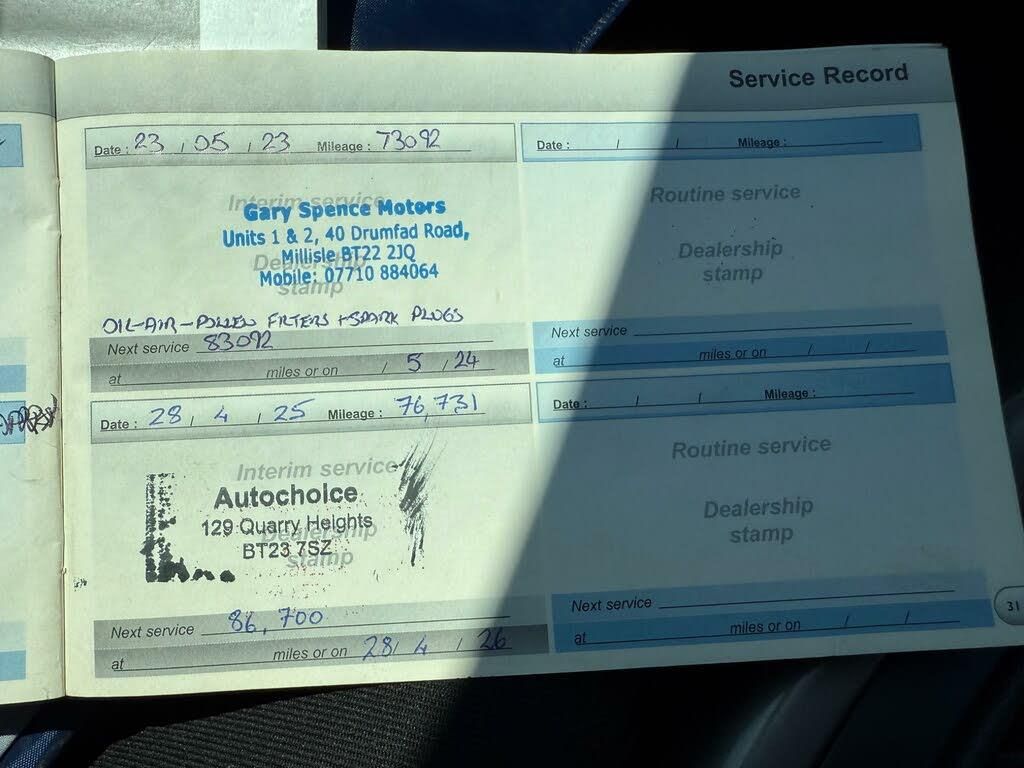 Service Record
Date : 23 / 05 / 23 Mileage : 73092
Interim service
Gary Spence Motors
Units 1 & 2, 40 Drumfad Road,
Millisle BT22 2JQ
Dealership
Mobile: 07710 884064
stamp
OIL-AIR-POLLEN FILTERS + SPARK PLUGS
Next service 83092
at miles or on / 5 / 24
Date : 28 / 4 / 25 Mileage : 76,731
Interim service
Autochoice
129 Quarry Heights
Dealership
BT23 7SZ
stamp
Next service 86,700
at miles or on 28/ 4 / 26
Date : / / Mileage :
Routine service
Dealership
stamp
Next service
at miles or on / /
Date : / / Mileage :
Routine service
Dealership
stamp
Next service
at miles or on / /
31